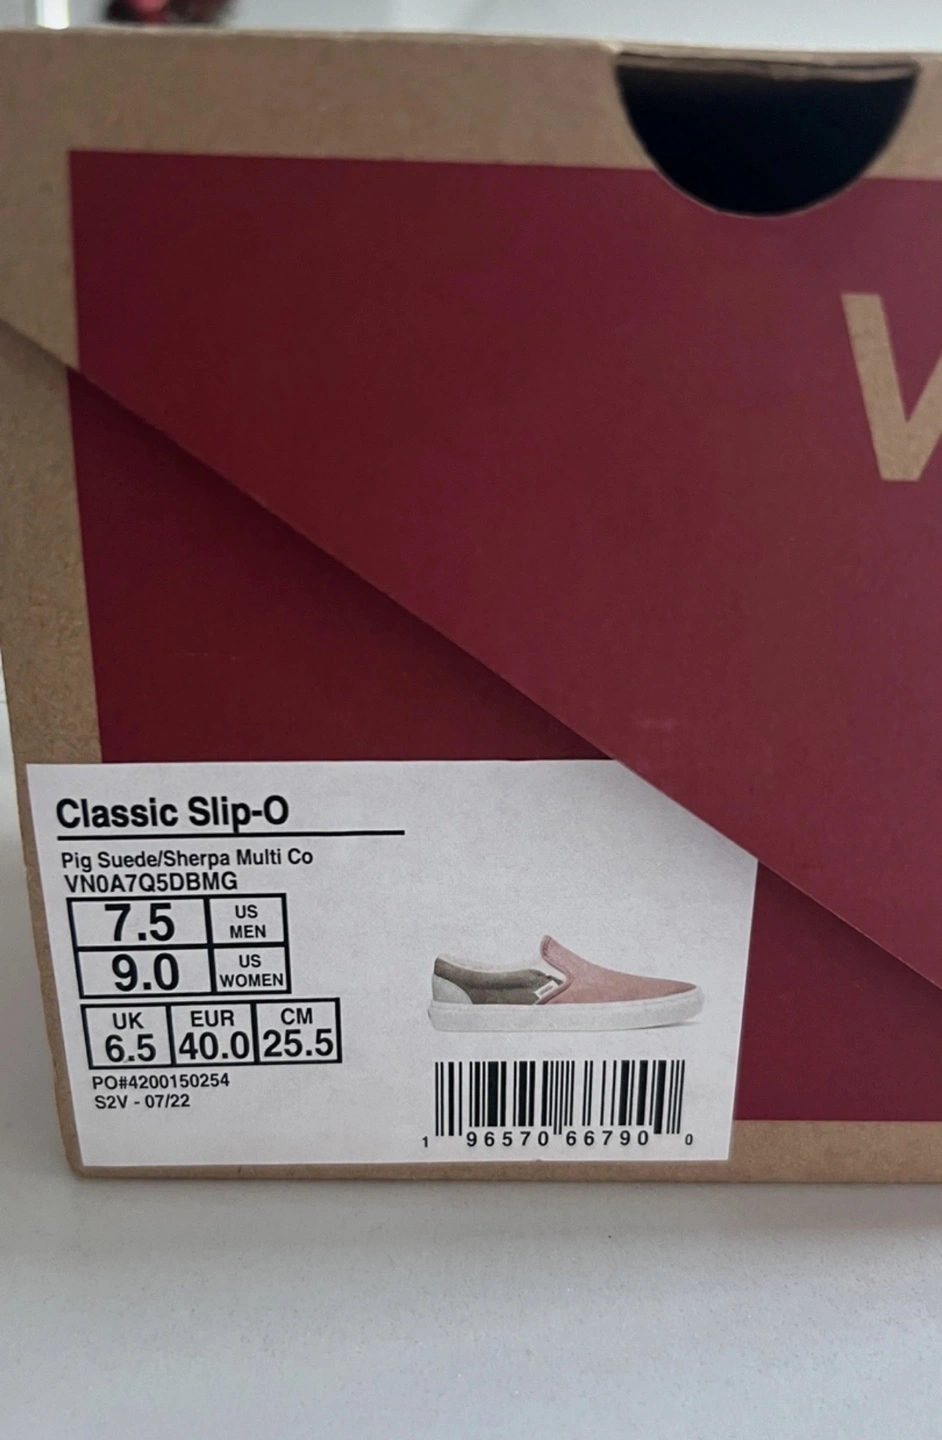 V
Classic Slip-O
Pig Suede/Sherpa Multi Co
VN0A7Q5DBMG
7.5 US MEN
9.0 US WOMEN
UK EUR CM
6.5 40.0 25.5
PO#4200150254
S2V - 07/22
1 96570 66790 0